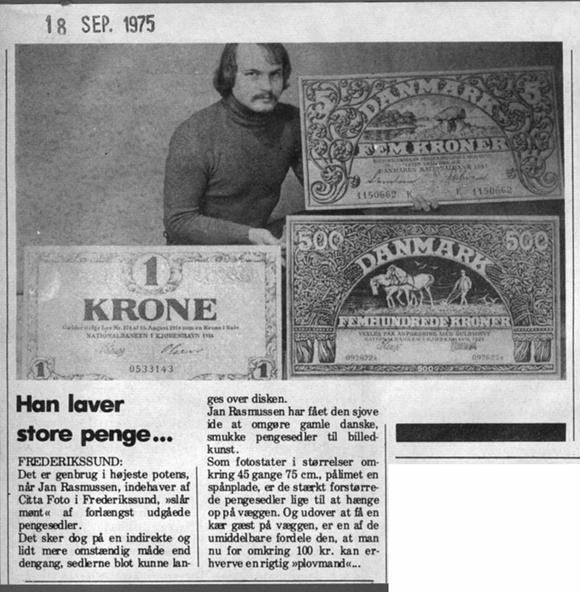 18 SEP. 1975
DANMARK
5
FEM KRONER
DANMARKS NATIONALBANK
1150662 K
K 1150662
500
DANMARK
500
FEMHUNDREDE KRONER
500
1
KRONE
NATIONALBANKEN I KJØBENHAVN
0533143
Han laver
store penge...
FREDERIKSSUND:
Det er genbrug i højeste potens,
når Jan Rasmussen, indehaver af
Citta Foto i Frederikssund, »slår
mønt« af forlængst udgåede
pengesedler.
Det sker dog på en indirekte og
lidt mere omstændig måde end
dengang, sedlerne blot kunne lan-
ges over disken.
Jan Rasmussen har fået den sjove
ide at omgøre gamle danske,
smukke pengesedler til billed-
kunst.
Som fotostater i størrelser om-
kring 45 gange 75 cm., pålimet en
spånplade, er de stærkt forstørre-
de pengesedler lige til at hænge
op på væggen. Og udover at få en
kær gæst på væggen, er en af de
umiddelbare fordele den, at man
nu for omkring 100 kr. kan er-
hverve en rigtig »plovmand«...